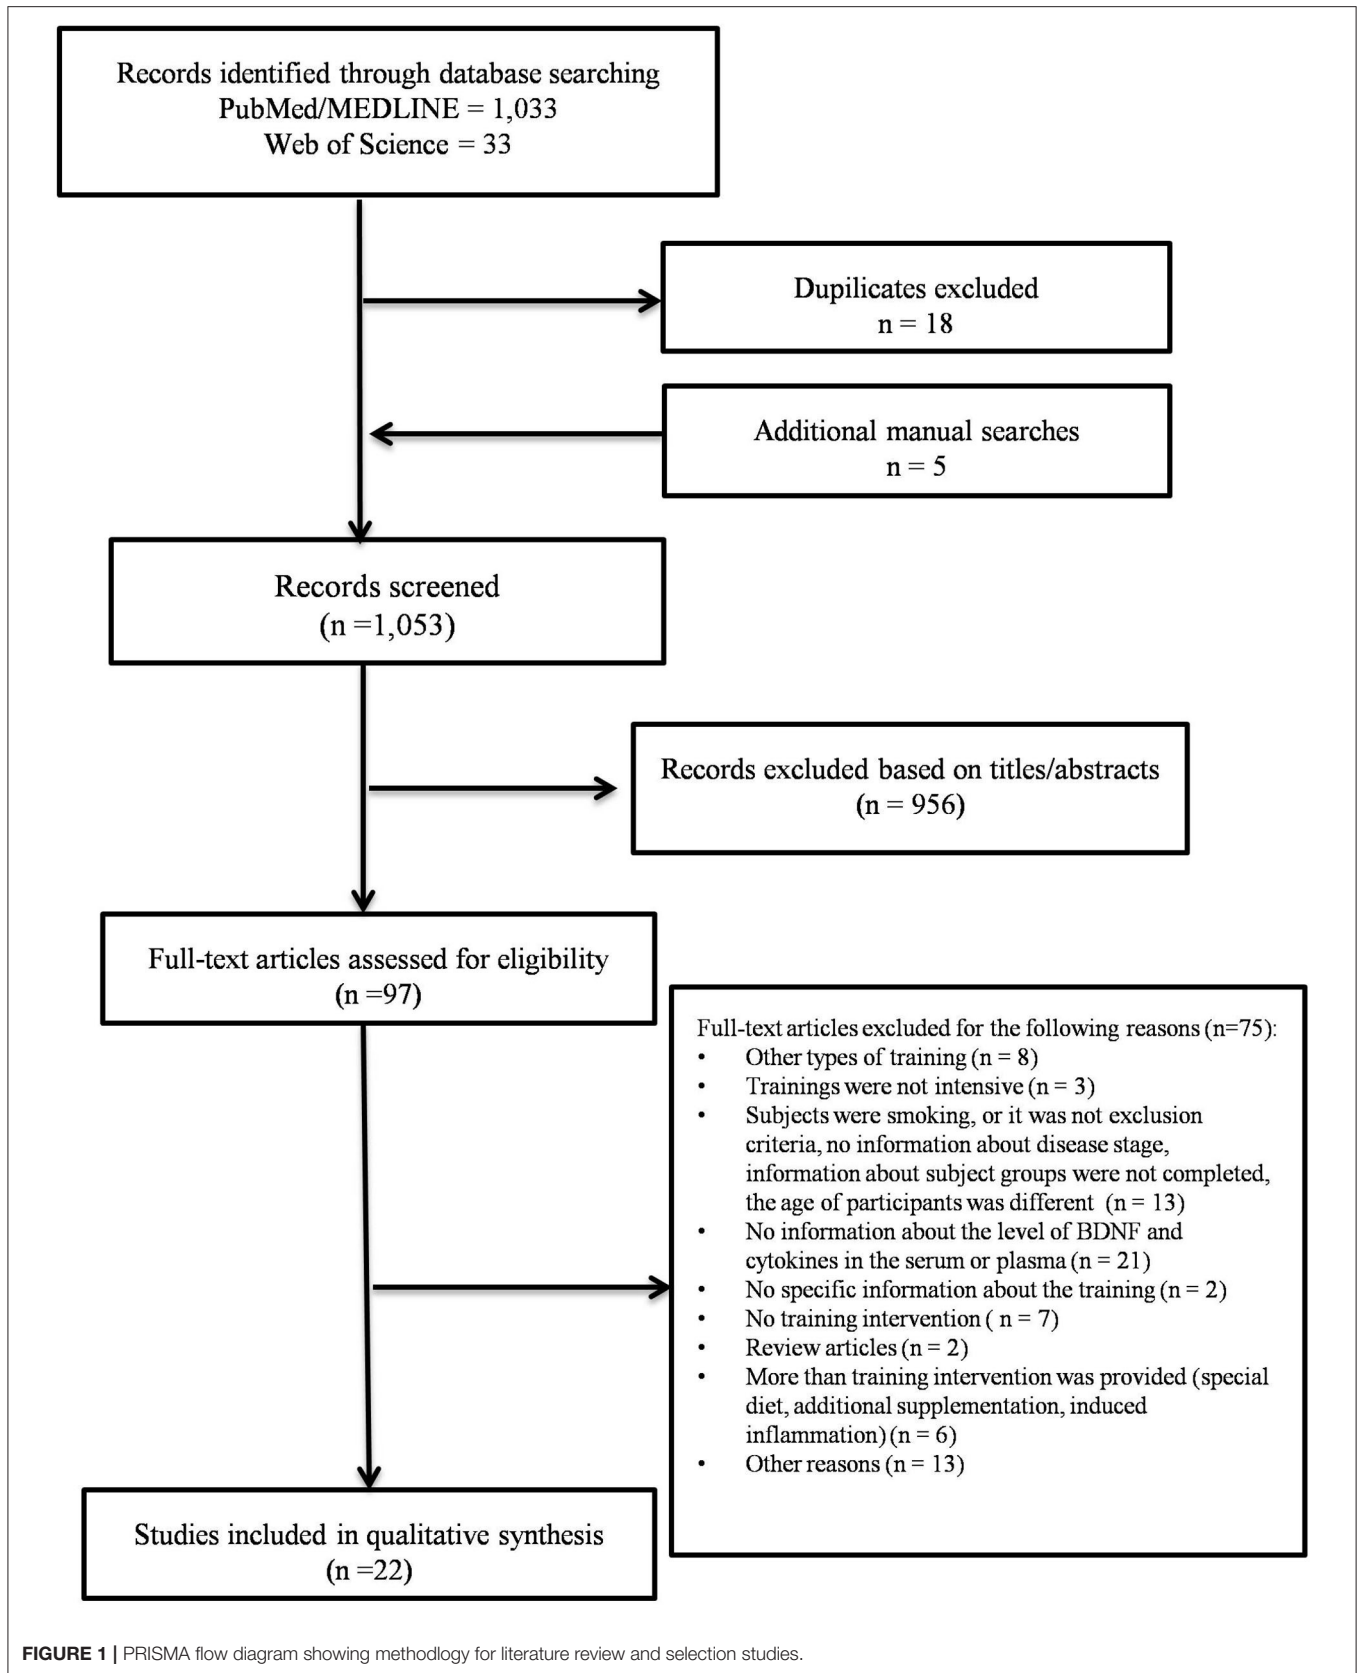 Records identified through database searching
PubMed/MEDLINE = 1,033
Web of Science = 33
Dupilicates excluded
n = 18
Additional manual searches
n = 5
Records screened
(n =1,053)
Records excluded based on titles/abstracts
(n = 956)
Full-text articles assessed for eligibility
(n =97)
Full-text articles excluded for the following reasons (n=75):
• Other types of training (n = 8)
• Trainings were not intensive (n = 3)
• Subjects were smoking, or it was not exclusion
criteria, no information about disease stage,
information about subject groups were not completed,
the age of participants was different (n = 13)
• No information about the level of BDNF and
cytokines in the serum or plasma (n = 21)
• No specific information about the training (n = 2)
• No training intervention ( n = 7)
• Review articles (n = 2)
• More than training intervention was provided (special
diet, additional supplementation, induced
inflammation) (n = 6)
• Other reasons (n = 13)
Studies included in qualitative synthesis
(n =22)
FIGURE 1 | PRISMA flow diagram showing methodlogy for literature review and selection studies.